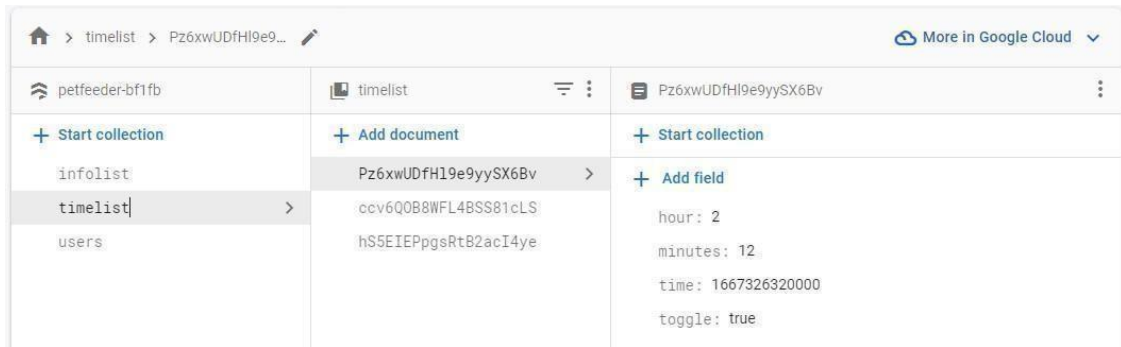 timelist > Pz6xwUDfHl9e9... More in Google Cloud
petfeeder-bf1fb
+ Start collection
infolist
timelist
users
timelist
+ Add document
Pz6xwUDfHl9e9yySX6Bv
ccv6QOB8WFL4BSS81cLS
hS5EIEPpgsRtB2acI4ye
Pz6xwUDfHl9e9yySX6Bv
+ Start collection
+ Add field
hour: 2
minutes: 12
time: 1667326320000
toggle: true